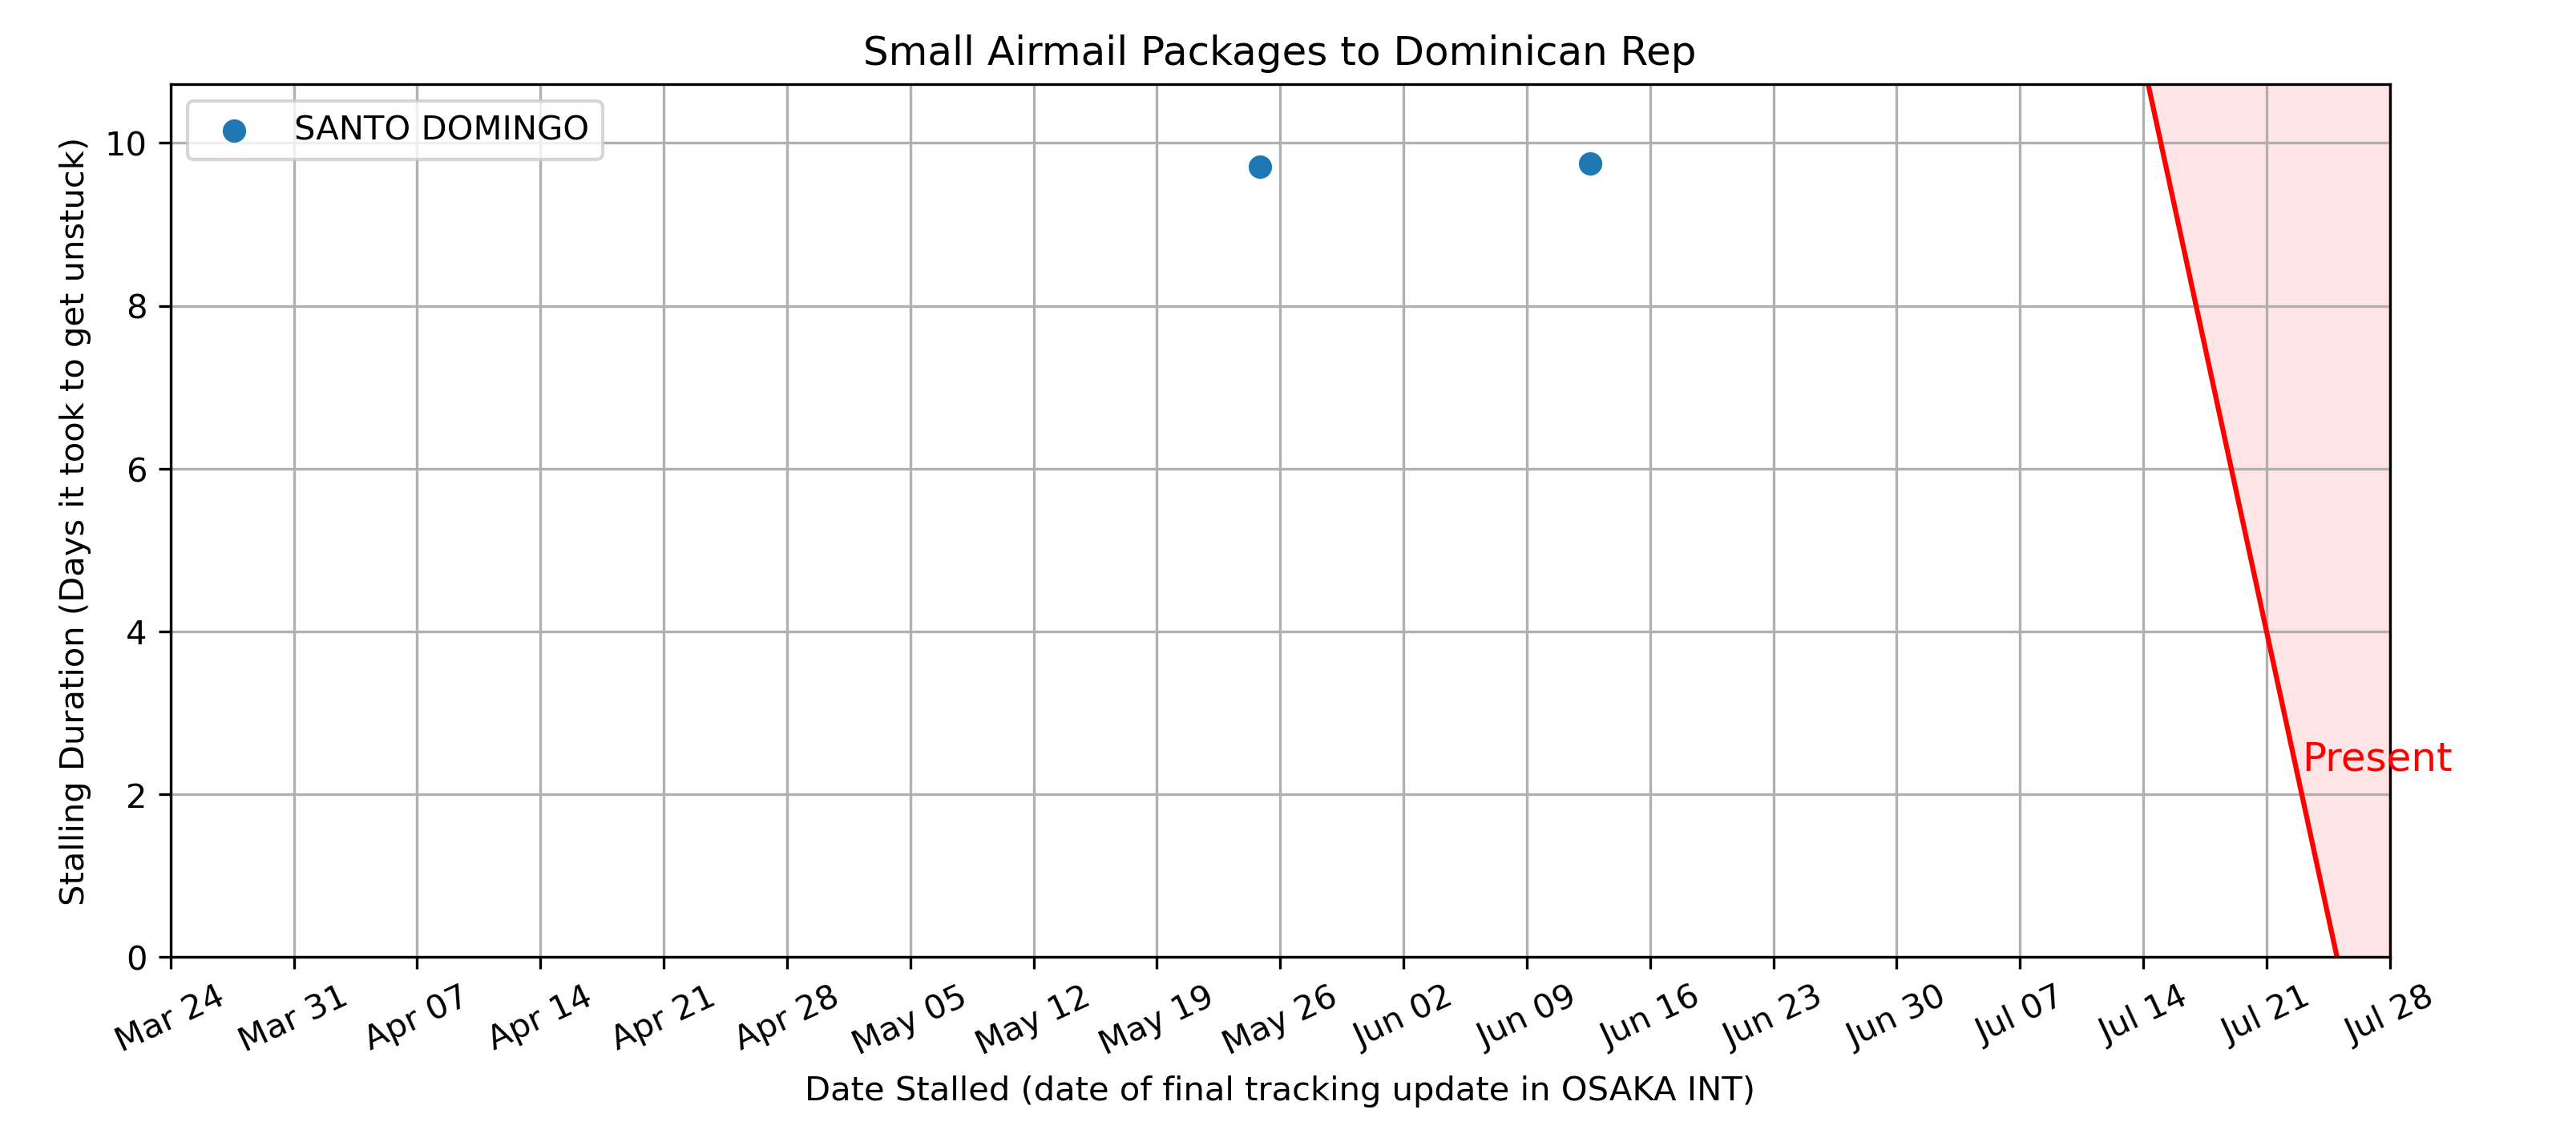 Small Airmail Packages to Dominican Rep
SANTO DOMINGO
Stalling Duration (Days it took to get unstuck)
10
8
6
4
2
0
Present
Mar 24
Mar 31
Apr 07
Apr 14
Apr 21
Apr 28
May 05
May 12
May 19
May 26
Jun 02
Jun 09
Jun 16
Jun 23
Jun 30
Jul 07
Jul 14
Jul 21
Jul 28
Date Stalled (date of final tracking update in OSAKA INT)